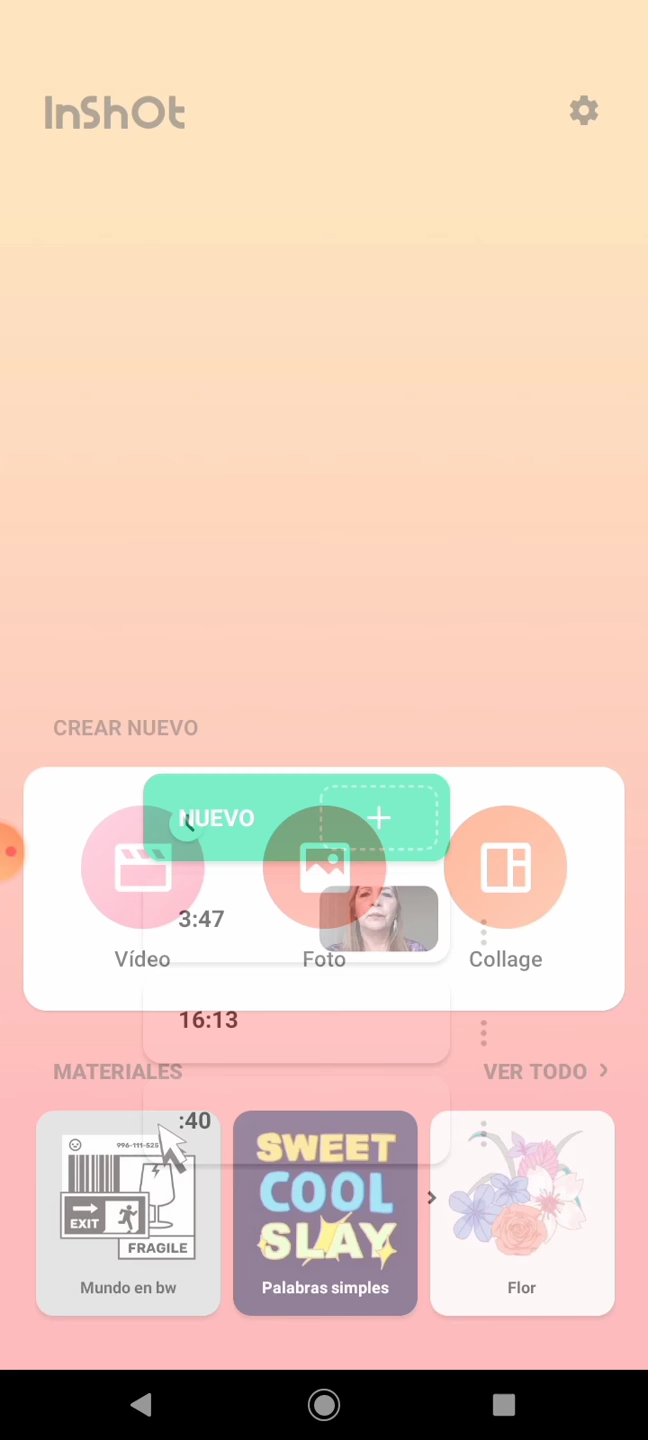 InShOt
CREAR NUEVO
NUEVO
3:47
Vídeo
Foto
Collage
16:13
MATERIALES
VER TODO
:40
996-111-525
EXIT
FRAGILE
Mundo en bw
SWEET
COOL
SLAY
Palabras simples
Flor